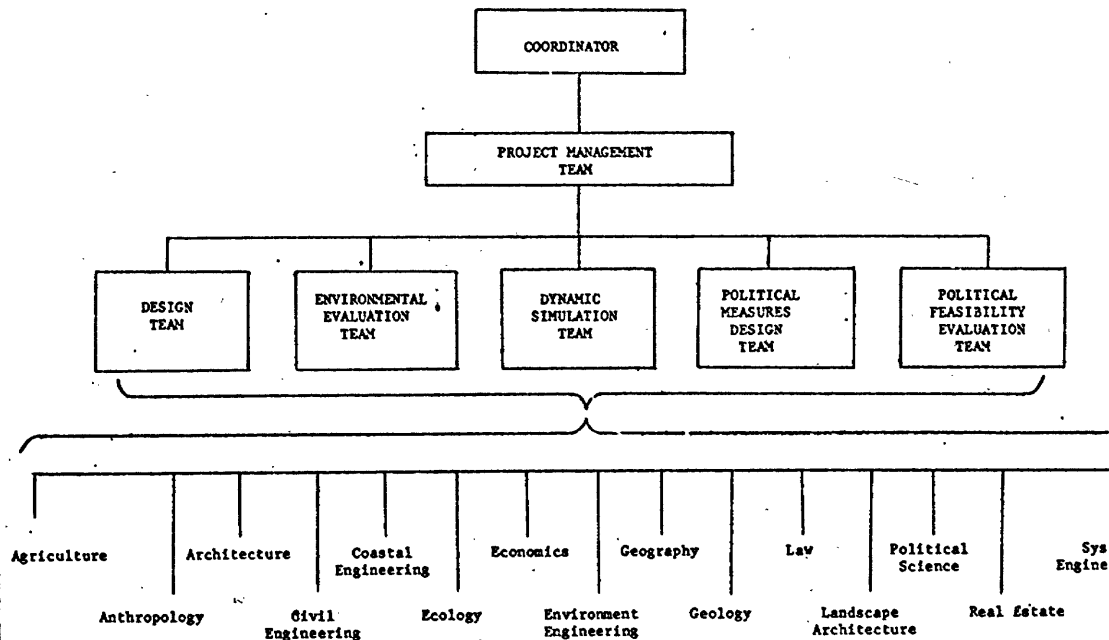 COORDINATOR
PROJECT MANAGEMENT
TEAM
DESIGN
TEAM
ENVIRONMENTAL
EVALUATION
TEAM
DYNAMIC
SIMULATION
TEAM
POLITICAL
MEASURES
DESIGN
TEAM
POLITICAL
FEASIBILITY
EVALUATION
TEAM
Agriculture
Anthropology
Architecture
Civil
Engineering
Coastal
Engineering
Ecology
Economics
Environment
Engineering
Geography
Geology
Law
Landscape
Architecture
Political
Science
Real Estate
Sys
Engine